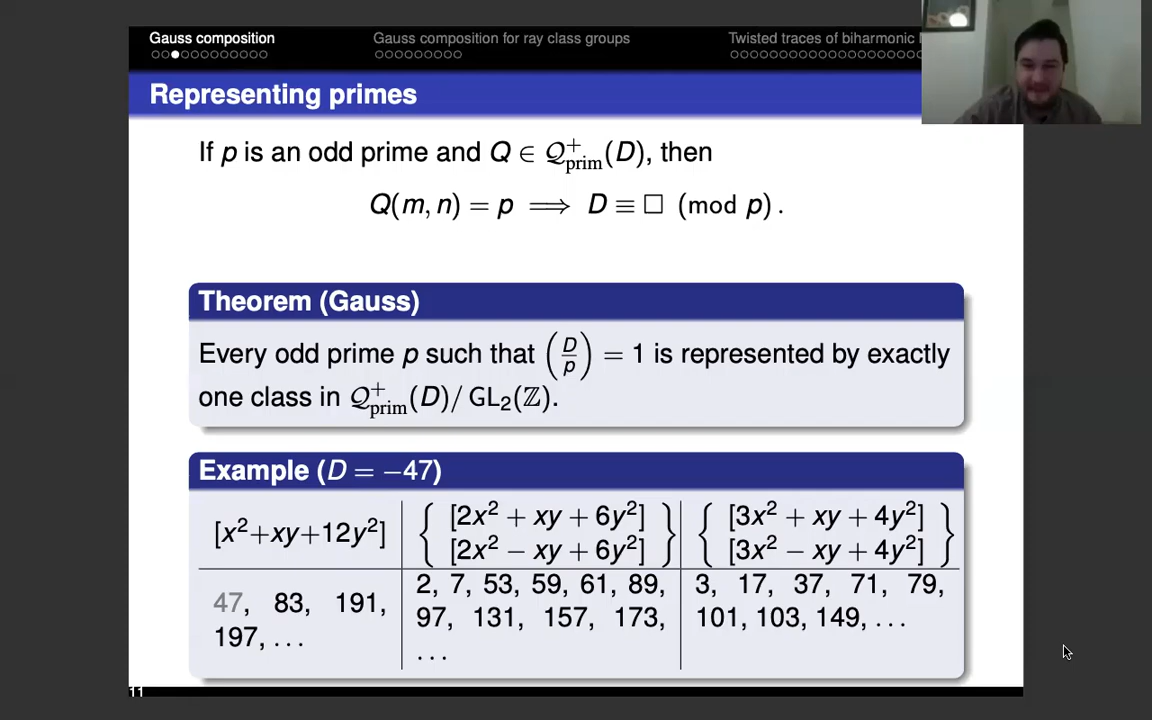 Gauss composition Gauss composition for ray class groups Twisted traces of biharmonic
Representing primes
If p is an odd prime and Q ∈ 𝒬⁺prim(D), then
Q(m, n) = p ⟹ D ≡ □ (mod p).
Theorem (Gauss)
Every odd prime p such that (D/p) = 1 is represented by exactly
one class in 𝒬⁺prim(D)/ GL₂(ℤ).
Example (D = −47)
[x²+xy+12y²] { [2x² + xy + 6y²] [2x² − xy + 6y²] } { [3x² + xy + 4y²] [3x² − xy + 4y²] }
47, 83, 191, 197, ... 2, 7, 53, 59, 61, 89, 97, 131, 157, 173, ... 3, 17, 37, 71, 79, 101, 103, 149, ...
11